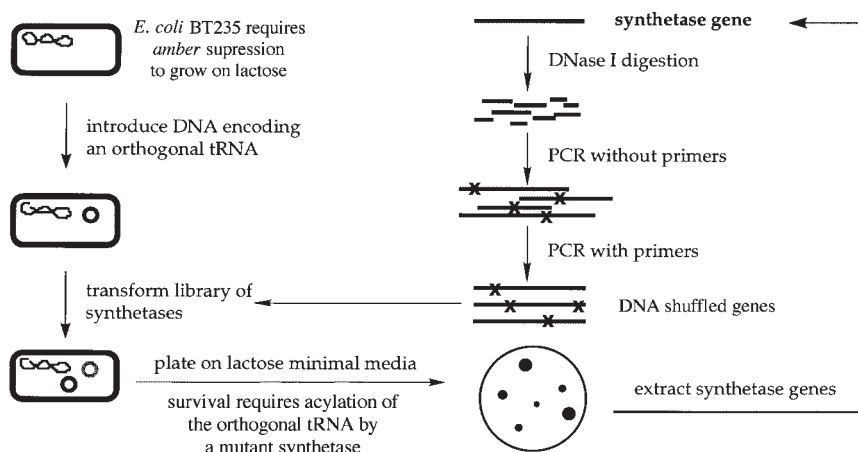 E. coli BT235 requires
amber supression
to grow on lactose
introduce DNA encoding
an orthogonal tRNA
transform library of
synthetases
plate on lactose minimal media
survival requires acylation of
the orthogonal tRNA by
a mutant synthetase
synthetase gene
DNase I digestion
PCR without primers
PCR with primers
DNA shuffled genes
extract synthetase genes